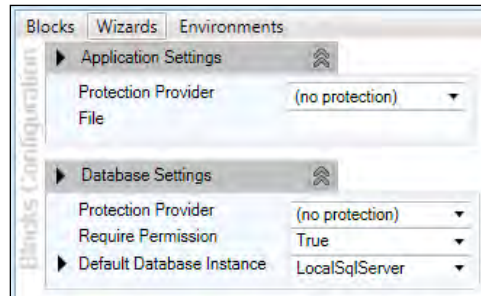 Blocks Wizards Environments
Blocks Configuration
Application Settings
Protection Provider (no protection)
File
Database Settings
Protection Provider (no protection)
Require Permission True
Default Database Instance LocalSqlServer